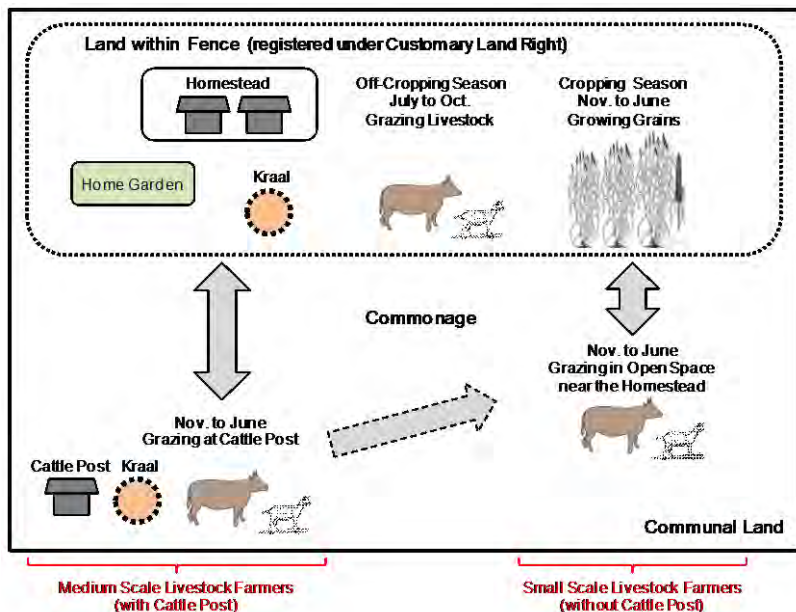 Land within Fence (registered under Customary Land Right)
Homestead
Off-Cropping Season
July to Oct.
Grazing Livestock
Cropping Season
Nov. to June
Growing Grains
Home Garden
Kraal
Commonage
Nov. to June
Grazing in Open Space
near the Homestead
Nov. to June
Grazing at Cattle Post
Cattle Post
Kraal
Communal Land
Medium Scale Livestock Farmers
(with Cattle Post)
Small Scale Livestock Farmers
(without Cattle Post)